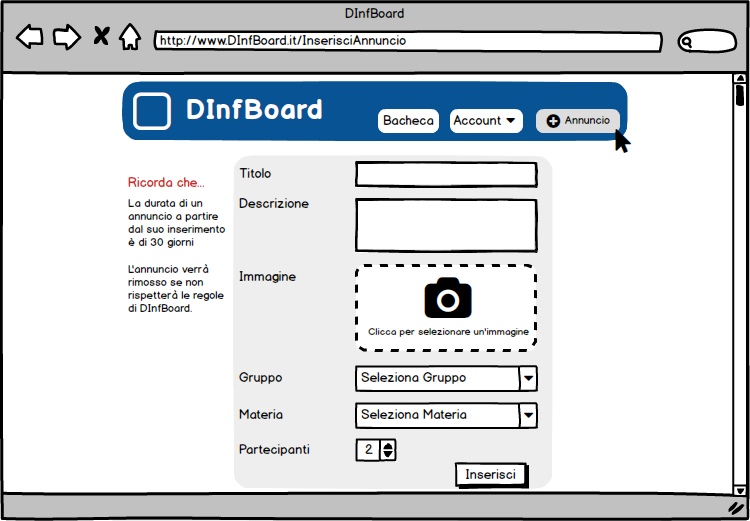 DInfBoard
http://www.DInfBoard.it/InserisciAnnuncio
DInfBoard
Bacheca
Account
Annuncio
Ricorda che...
La durata di un
annuncio a partire
dal suo inserimento
è di 30 giorni
L'annuncio verrà
rimosso se non
rispetterà le regole
di DInfBoard.
Titolo
Descrizione
Immagine
Clicca per selezionare un'immagine
Gruppo
Seleziona Gruppo
Materia
Seleziona Materia
Partecipanti
2
Inserisci